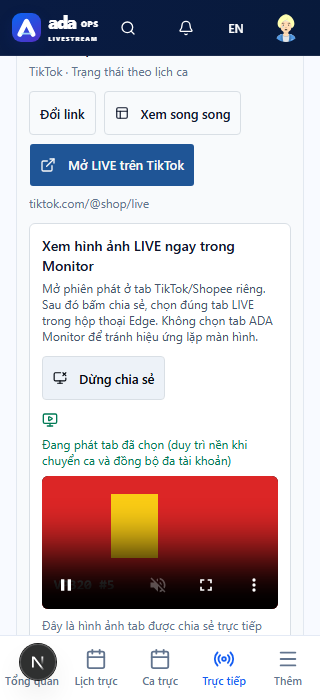 ada OPS
LIVESTREAM
EN
TikTok · Trạng thái theo lịch ca
Đổi link
Xem song song
Mở LIVE trên TikTok
tiktok.com/@shop/live
Xem hình ảnh LIVE ngay trong
Monitor
Mở phiên phát ở tab TikTok/Shopee riêng.
Sau đó bấm chia sẻ, chọn đúng tab LIVE
trong hộp thoại Edge. Không chọn tab ADA
Monitor để tránh hiệu ứng lặp màn hình.
Dừng chia sẻ
Đang phát tab đã chọn (duy trì nền khi
chuyển ca và đồng bộ đa tài khoản)
#5
Đây là hình ảnh tab được chia sẻ trực tiếp
N
Tổng quan
Lịch trực
Ca trực
Trực tiếp
Thêm